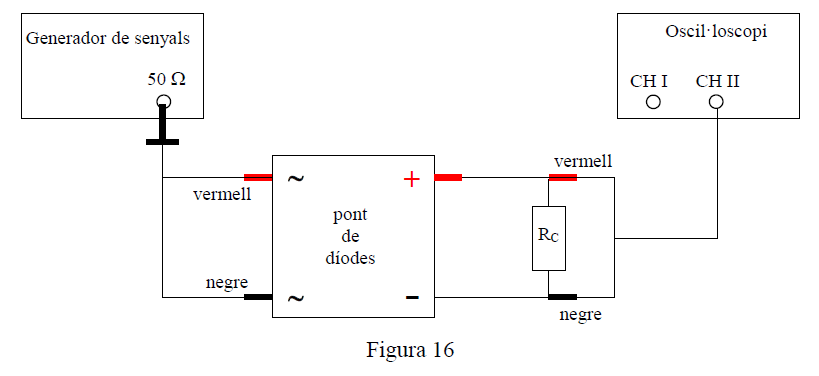 Generador de senyals
50 Ω
Oscil·loscopi
CH I
CH II
vermell
negre
~
~
pont
de
díodes
+
−
vermell
R_C
negre
Figura 16